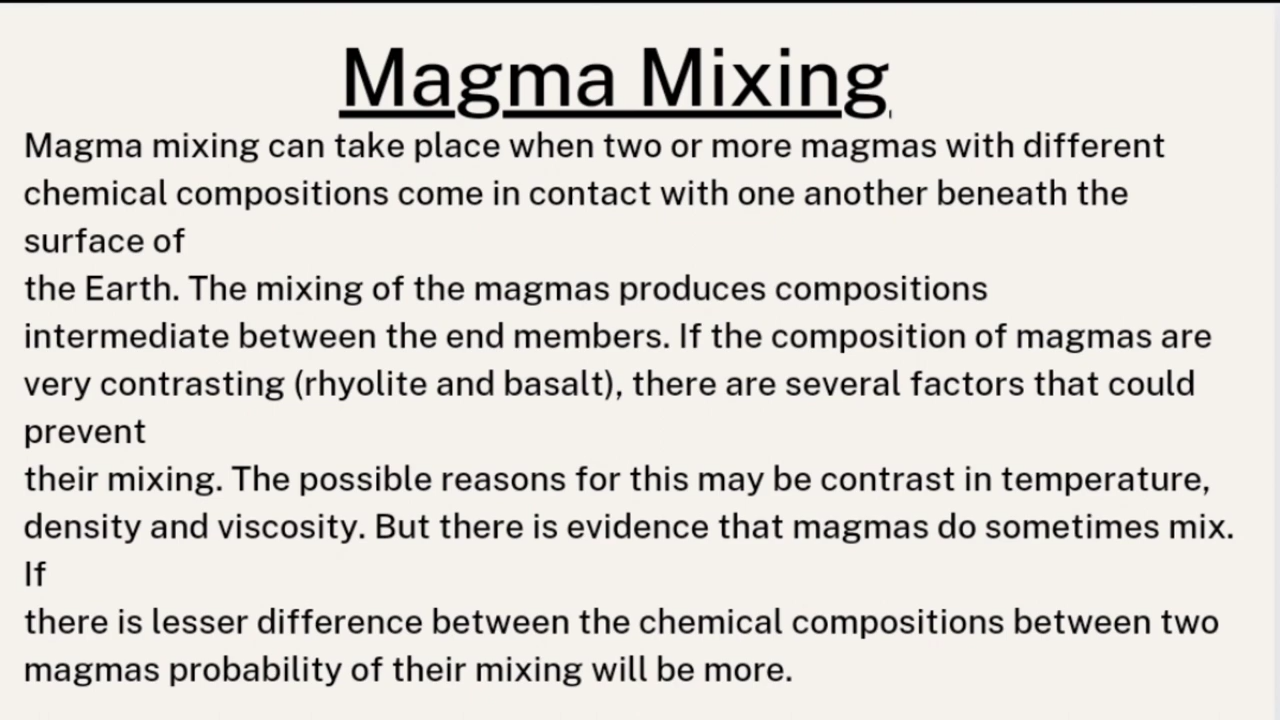 Magma Mixing
Magma mixing can take place when two or more magmas with different
chemical compositions come in contact with one another beneath the
surface of
the Earth. The mixing of the magmas produces compositions
intermediate between the end members. If the composition of magmas are
very contrasting (rhyolite and basalt), there are several factors that could
prevent
their mixing. The possible reasons for this may be contrast in temperature,
density and viscosity. But there is evidence that magmas do sometimes mix.
If
there is lesser difference between the chemical compositions between two
magmas probability of their mixing will be more.